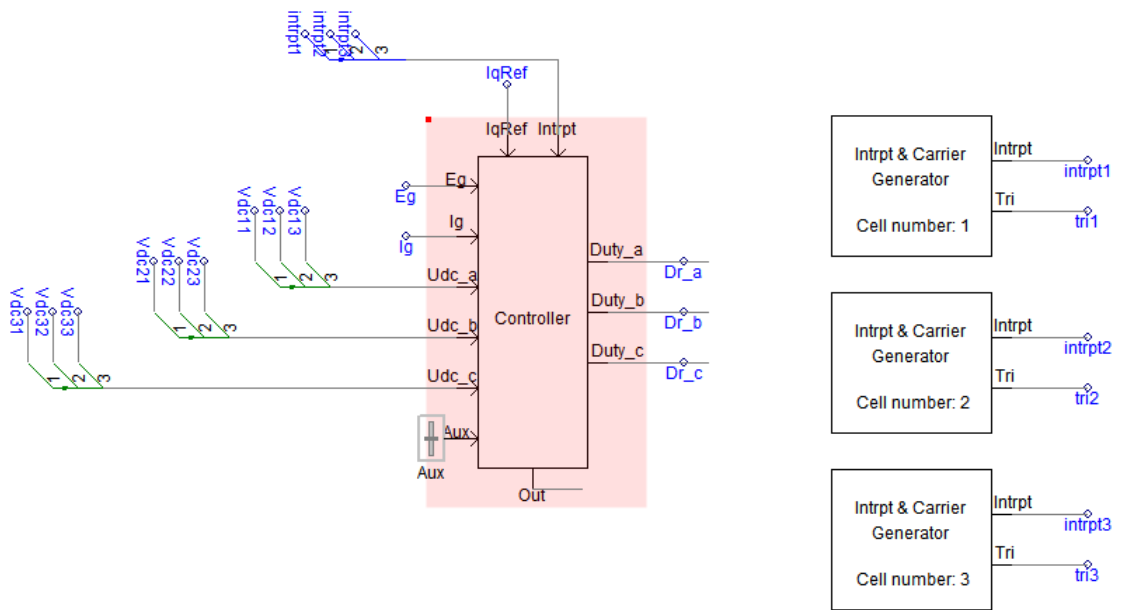 intrpt1
intrpt2
intrpt3
1
2
3
IqRef
IqRef Intrpt
Eg
Eg
Ig
Ig
Vdc11
Vdc12
Vdc13
1
2
3
Udc_a
Vdc21
Vdc22
Vdc23
1
2
3
Udc_b
Vdc31
Vdc32
Vdc33
1
2
3
Udc_c
Aux
Aux
Controller
Duty_a
Dr_a
Duty_b
Dr_b
Duty_c
Dr_c
Out
Intrpt & Carrier
Generator
Cell number: 1
Intrpt
intrpt1
Tri
tri1
Intrpt & Carrier
Generator
Cell number: 2
Intrpt
intrpt2
Tri
tri2
Intrpt & Carrier
Generator
Cell number: 3
Intrpt
intrpt3
Tri
tri3